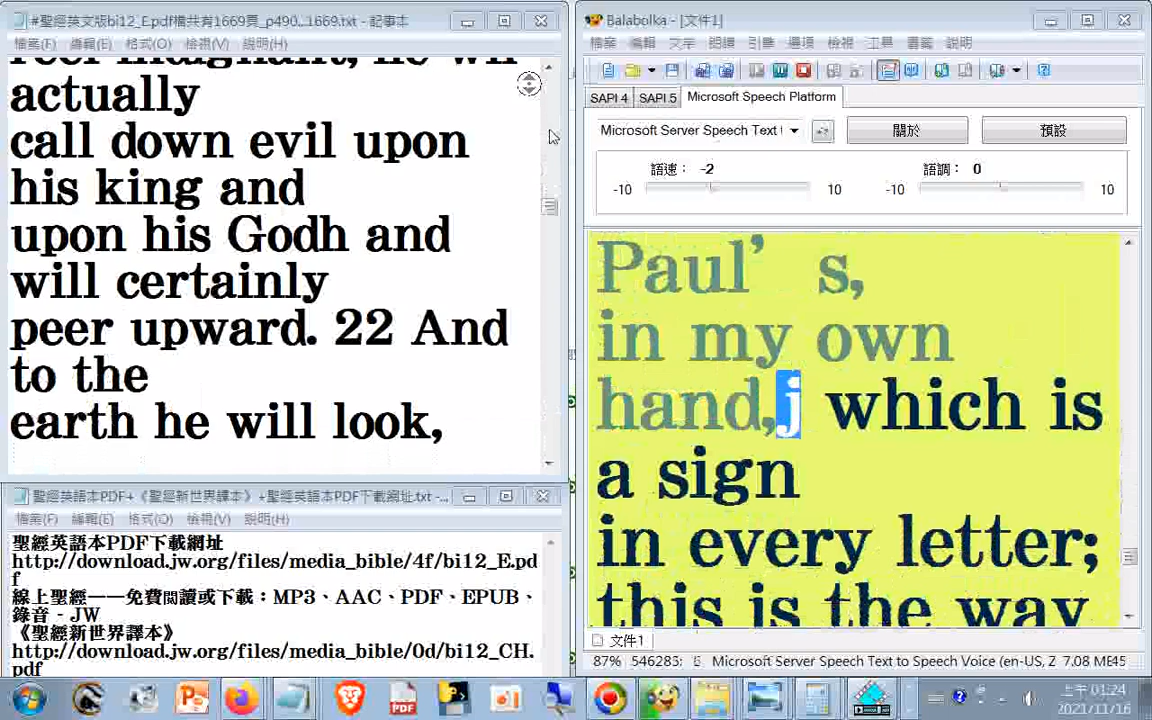 #聖經英文版bi12_E.pdf檔共有1669頁_p490...1669.txt - 記事本
檔案(F) 編輯(E) 格式(O) 檢視(V) 說明(H)
actually
call down evil upon
his king and
upon his Godh and
will certainly
peer upward. 22 And
to the
earth he will look,
聖經英語本PDF+《聖經新世界譯本》+聖經英語本PDF下載網址.txt - ...
檔案(F) 編輯(E) 格式(O) 檢視(V) 說明(H)
聖經英語本PDF下載網址
http://download.jw.org/files/media_bible/4f/bi12_E.pd
f
線上聖經——免費閱讀或下載：MP3、AAC、PDF、EPUB、
錄音 - JW
《聖經新世界譯本》
http://download.jw.org/files/media_bible/0d/bi12_CH.
pdf
Balabolka - [文件1]
檔案 編輯 文字 朗讀 引擎 選項 檢視 工具 書籤 說明
SAPI 4 SAPI 5 Microsoft Speech Platform
Microsoft Server Speech Text 關於 預設
語速： -2 語調： 0
-10 10 -10 10
Paul’ s,
in my own
hand,j which is
a sign
in every letter;
this is the way
文件1
87% 546283: Microsoft Server Speech Text to Speech Voice (en-US, Z 7.08 MB
上午 01:24
2021/11/16